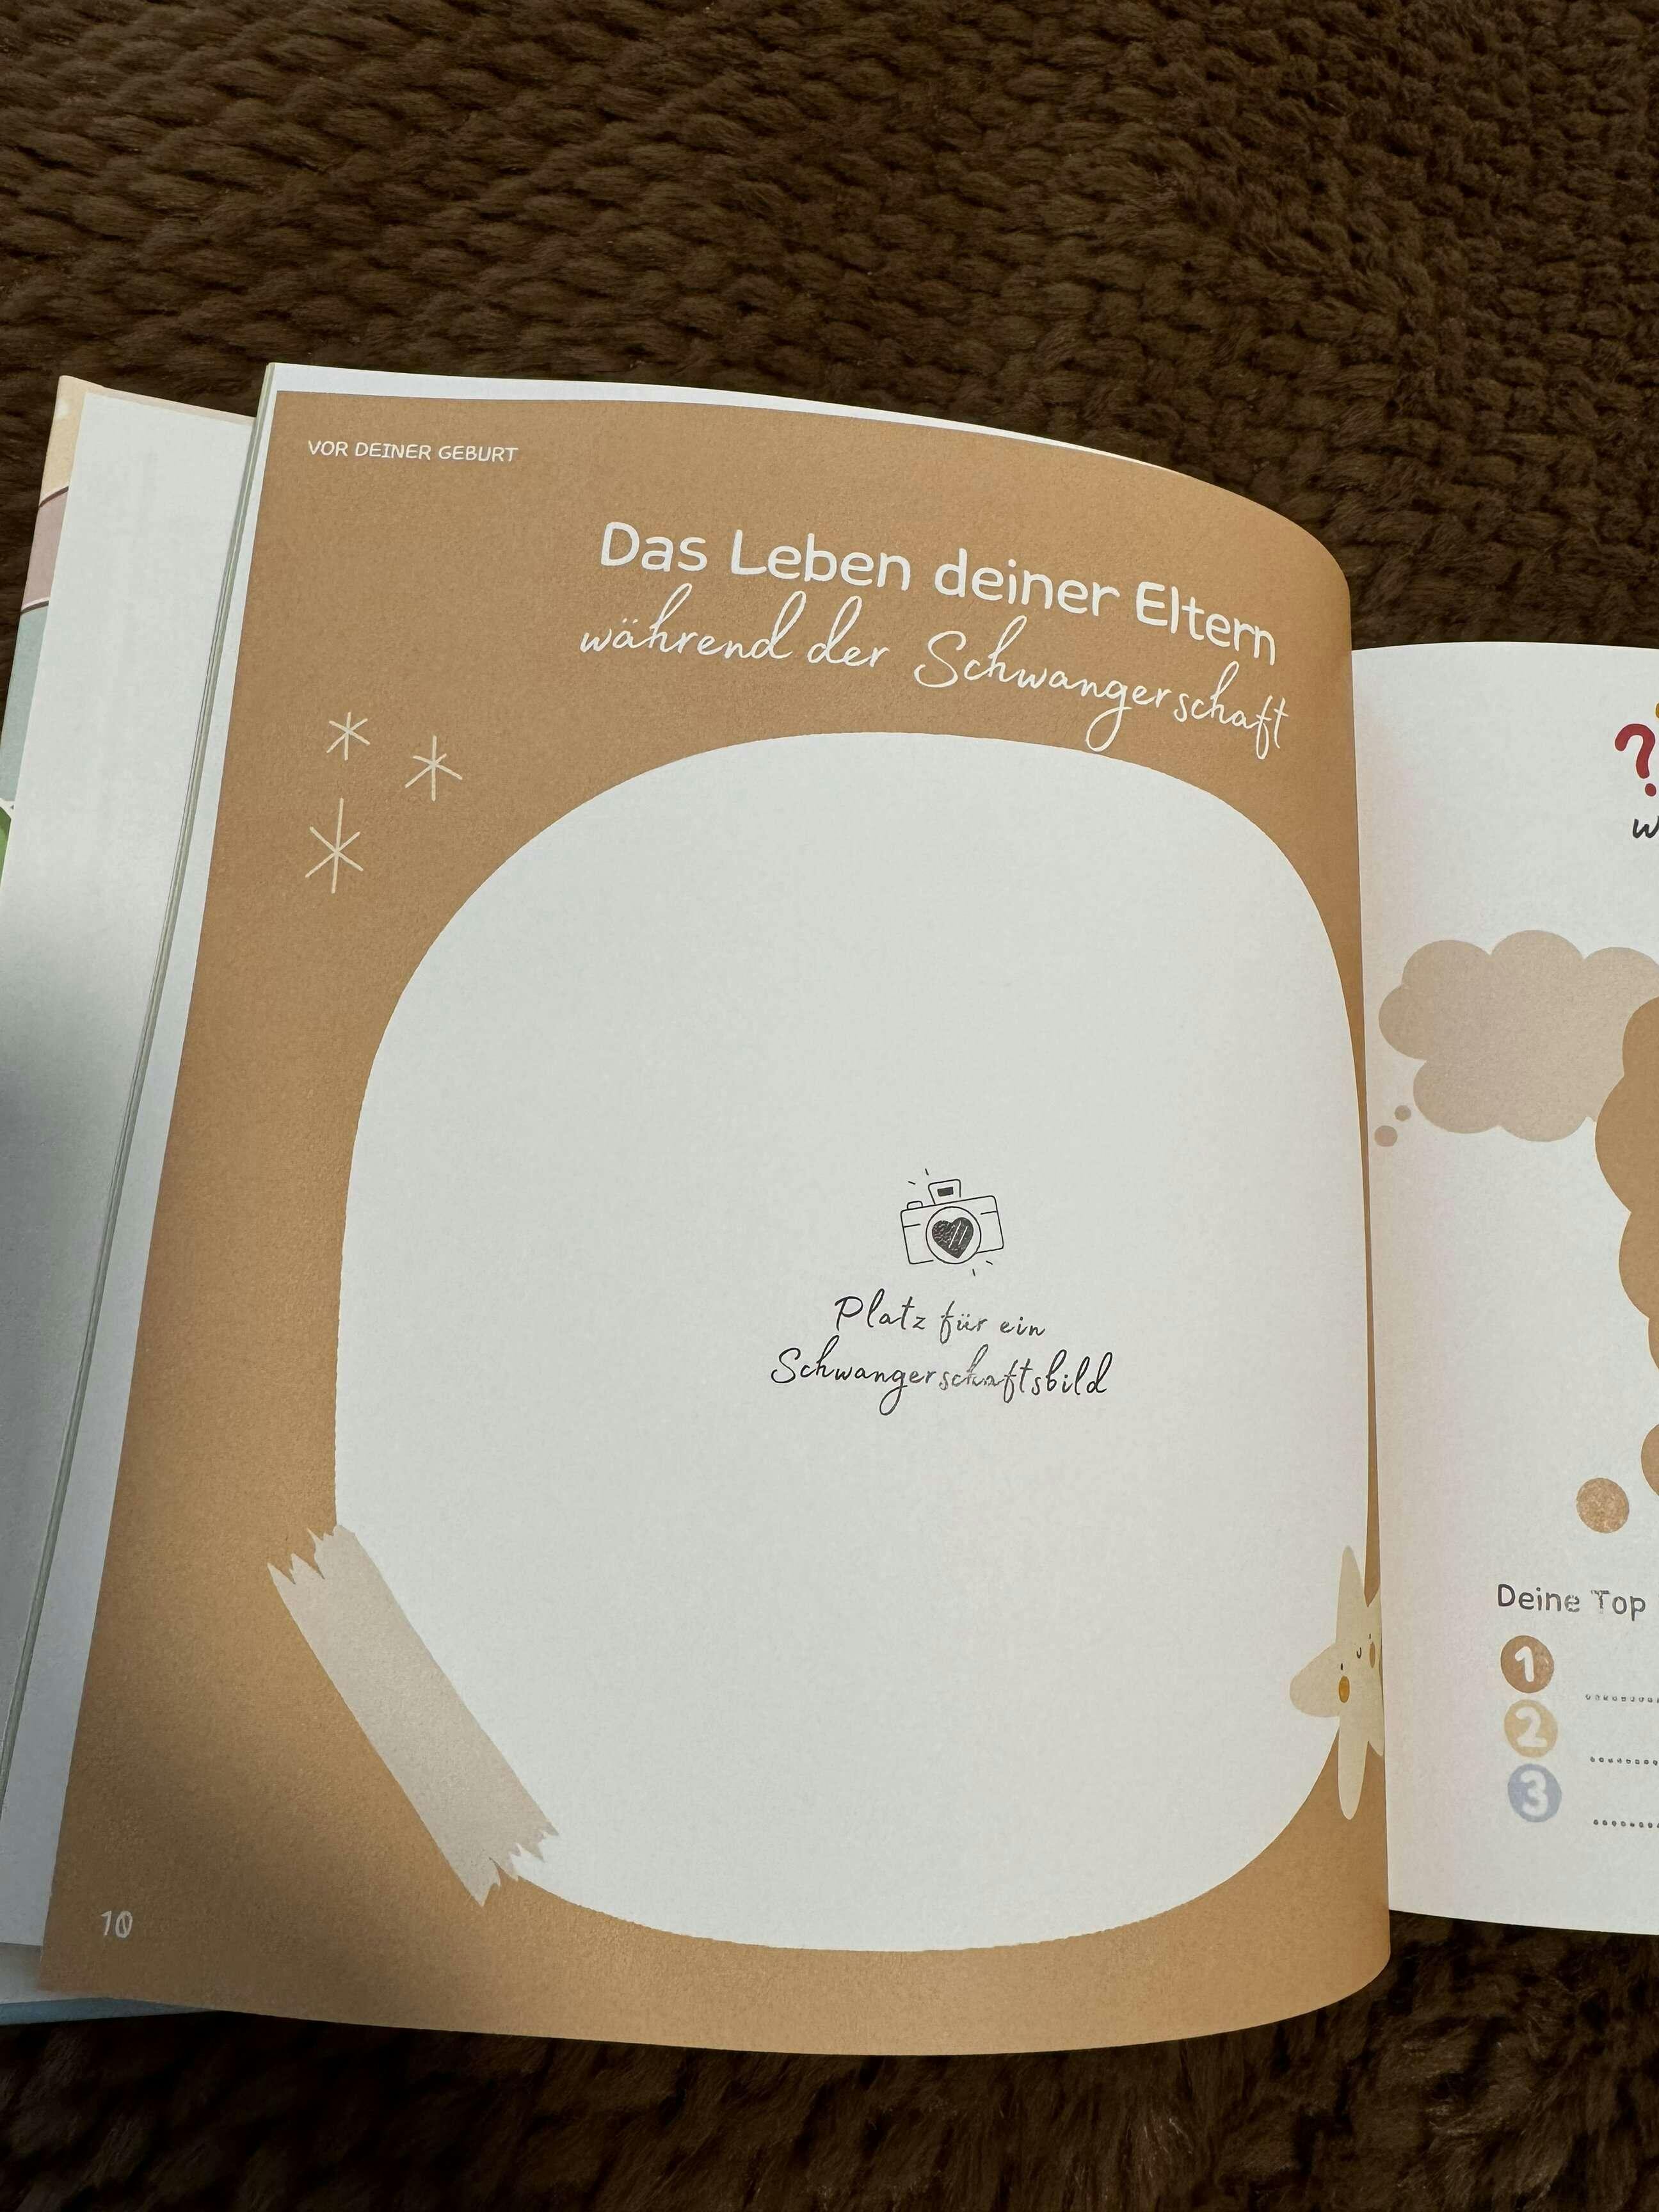 VOR DEINER GEBURT
Das Leben deiner Eltern
während der Schwangerschaft
Platz für ein
Schwangerschaftsbild
10
?
Deine Top
1
2
3